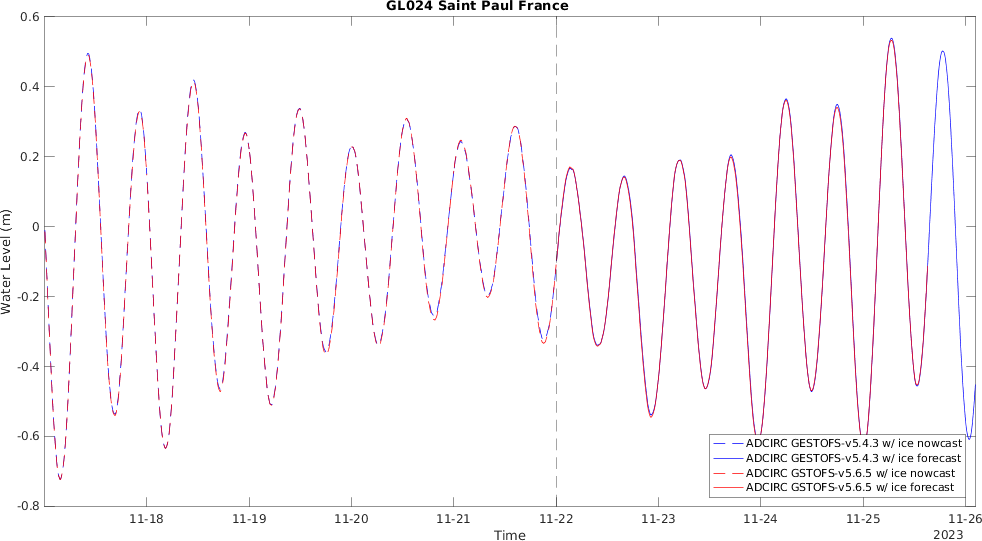 GL024 Saint Paul France
0.6
0.4
0.2
0
-0.2
-0.4
-0.6
-0.8
Water Level (m)
ADCIRC GESTOFS-v5.4.3 w/ ice nowcast
ADCIRC GESTOFS-v5.4.3 w/ ice forecast
ADCIRC GSTOFS-v5.6.5 w/ ice nowcast
ADCIRC GSTOFS-v5.6.5 w/ ice forecast
11-18 11-19 11-20 11-21 11-22 11-23 11-24 11-25 11-26
Time
2023